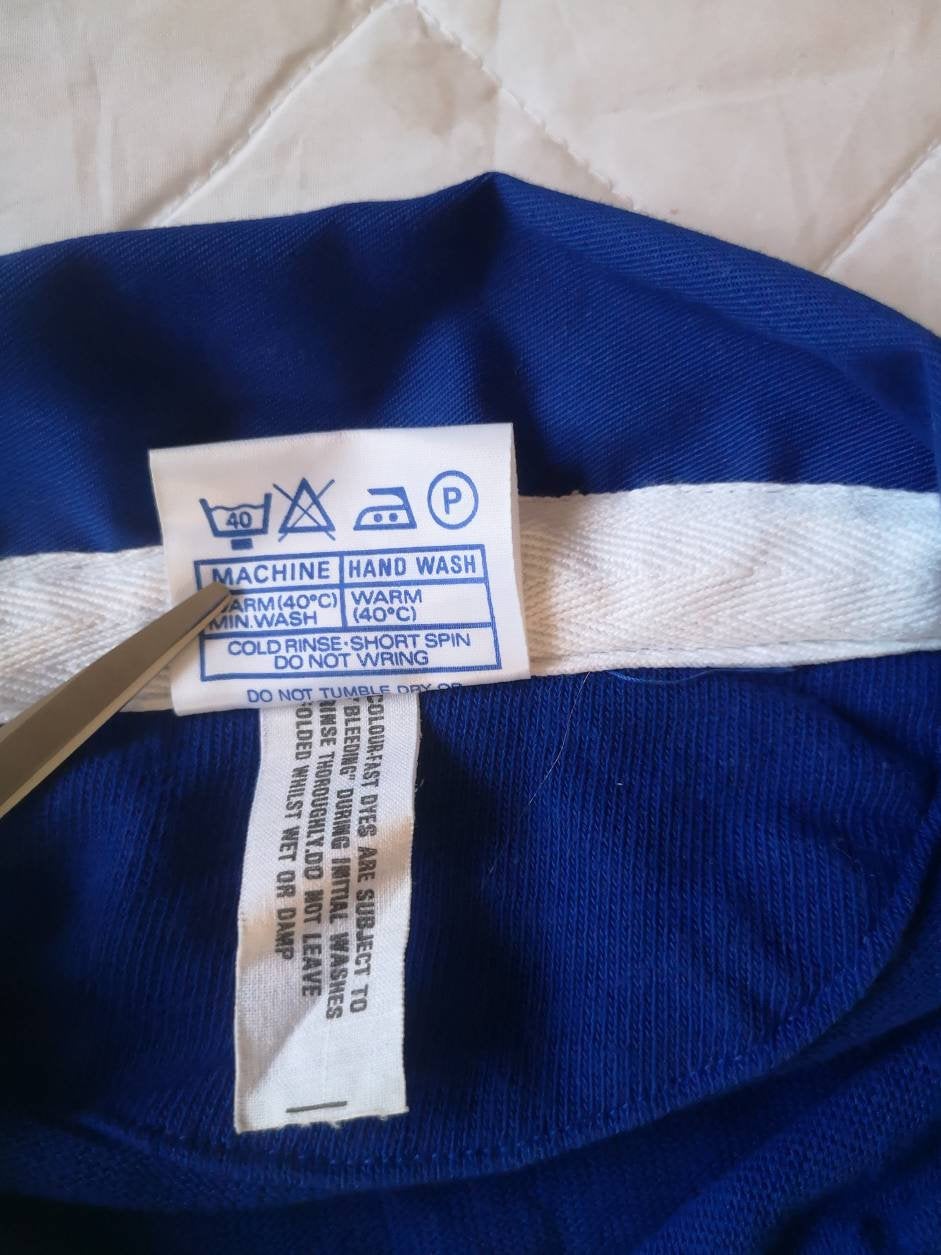 40
P
MACHINE HAND WASH
WARM (40°C) WARM
MIN. WASH (40°C)
COLD RINSE·SHORT SPIN
DO NOT WRING
DO NOT TUMBLE DRY OR
COLOUR-FAST DYES ARE SUBJECT TO
"BLEEDING" DURING INITIAL WASHES
RINSE THOROUGHLY.DO NOT LEAVE
FOLDED WHILST WET OR DAMP